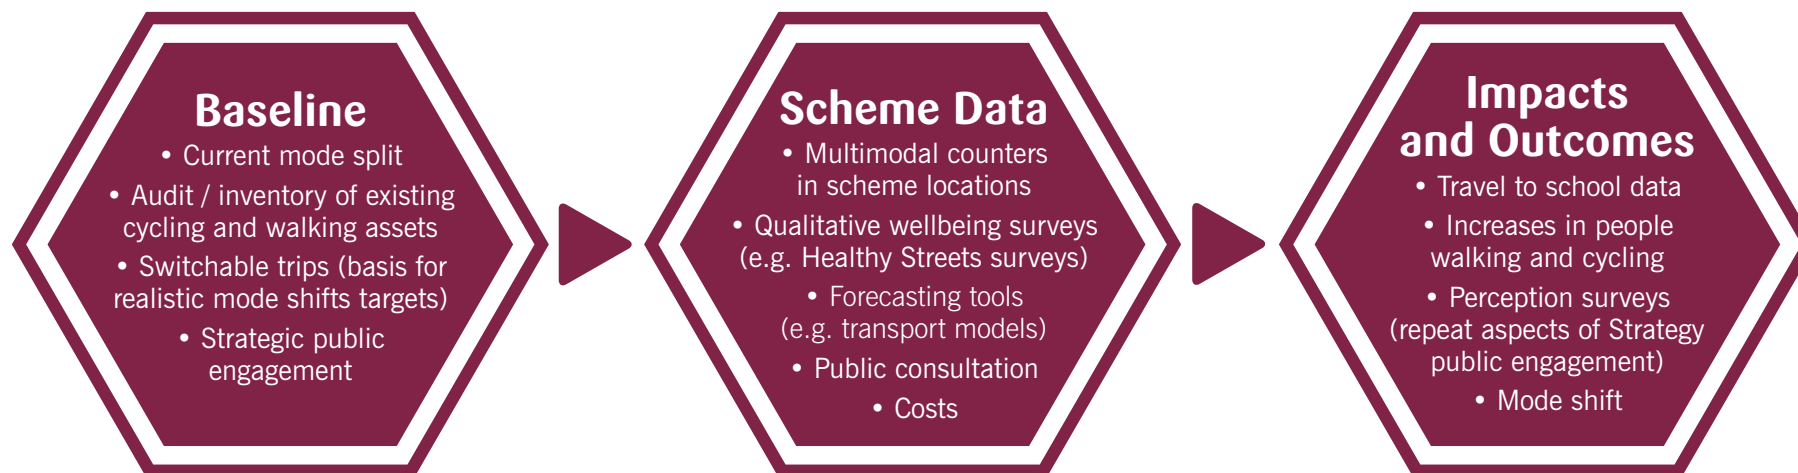 Baseline
• Current mode split
• Audit / inventory of existing
cycling and walking assets
• Switchable trips (basis for
realistic mode shifts targets)
• Strategic public
engagement
Scheme Data
• Multimodal counters
in scheme locations
• Qualitative wellbeing surveys
(e.g. Healthy Streets surveys)
• Forecasting tools
(e.g. transport models)
• Public consultation
• Costs
Impacts
and Outcomes
• Travel to school data
• Increases in people
walking and cycling
• Perception surveys
(repeat aspects of Strategy
public engagement)
• Mode shift